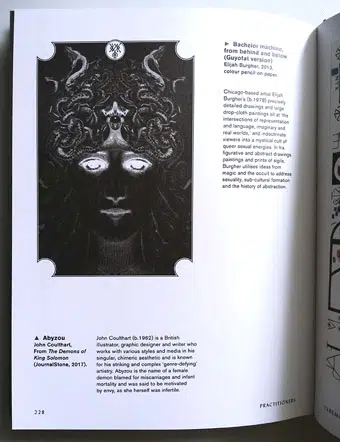 ► Bachelor machine,
from behind and below
(Guyotat version)
Elijah Burgher, 2013,
colour pencil on paper.
Chicago-based artist Elijah
Burgher's (b.1978) precisely
detailed drawings and large
drop-cloth paintings sit at the
intersections of representation
and language, imaginary and
real worlds, and indoctrinate
viewers into a mystical cult of
queer sexual energies. In his
figurative and abstract drawings,
paintings and prints of sigils,
Burgher utilises ideas from
magic and the occult to address
sexuality, sub-cultural formation
and the history of abstraction.
▲ Abyzou
John Coulthart,
From The Demons of
King Solomon
(JournalStone, 2017).
John Coulthart (b.1962) is a British
illustrator, graphic designer and writer who
works with various styles and media in his
singular, chimeric aesthetic and is known
for his striking and complex 'genre-defying'
artistry. Abyzou is the name of a female
demon blamed for miscarriages and infant
mortality and was said to be motivated
by envy, as she herself was infertile.
228
PRACTITIONERS